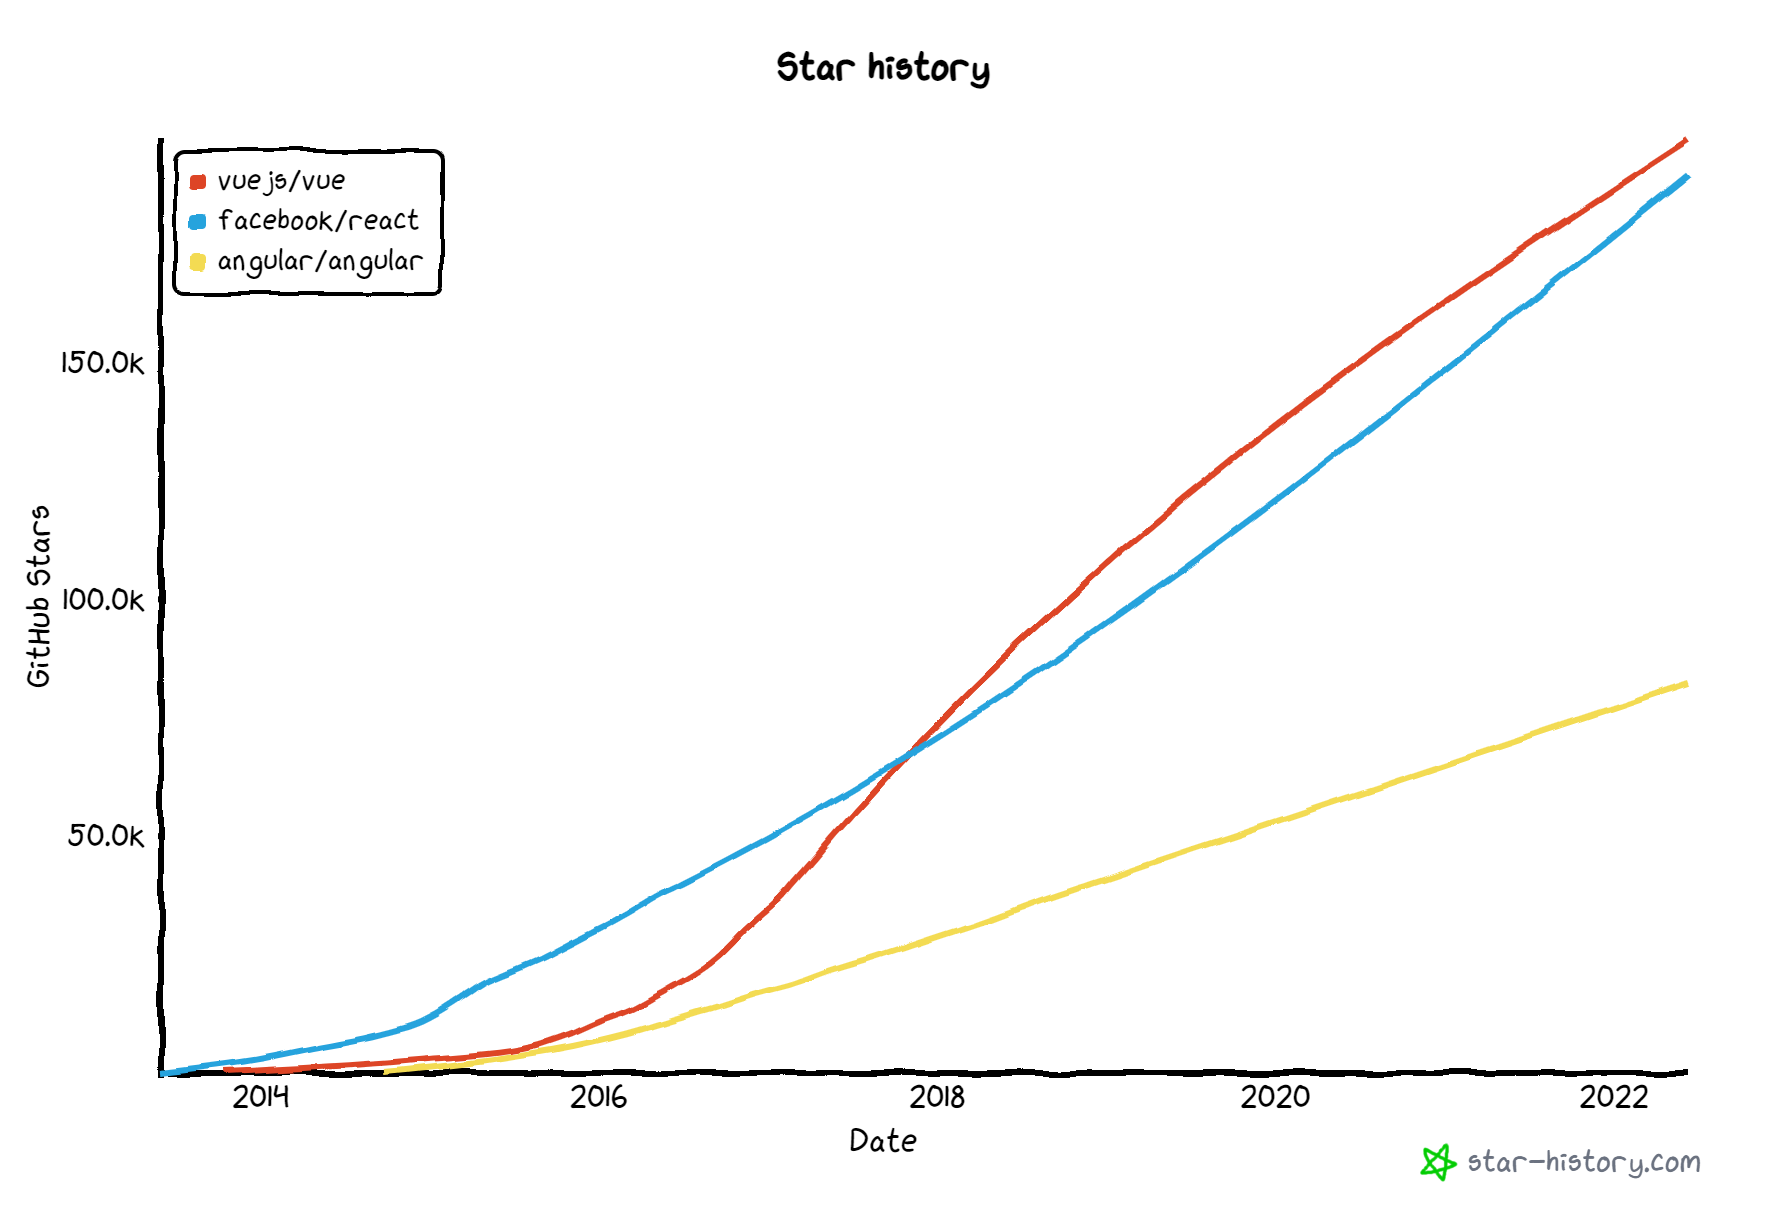 Star history
vuejs/vue
facebook/react
angular/angular
150.0K
100.0K
50.0K
GitHub Stars
2014
2016
2018
2020
2022
Date
star-history.com